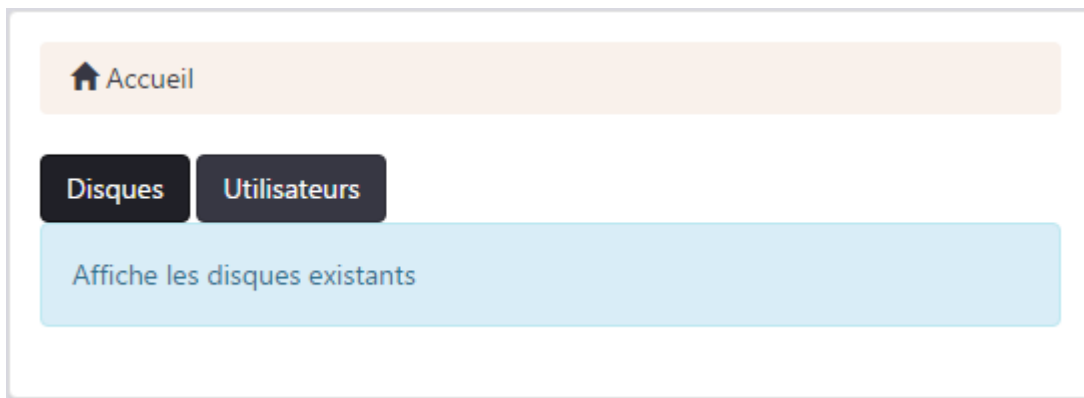 Accueil
Disques Utilisateurs
Affiche les disques existants